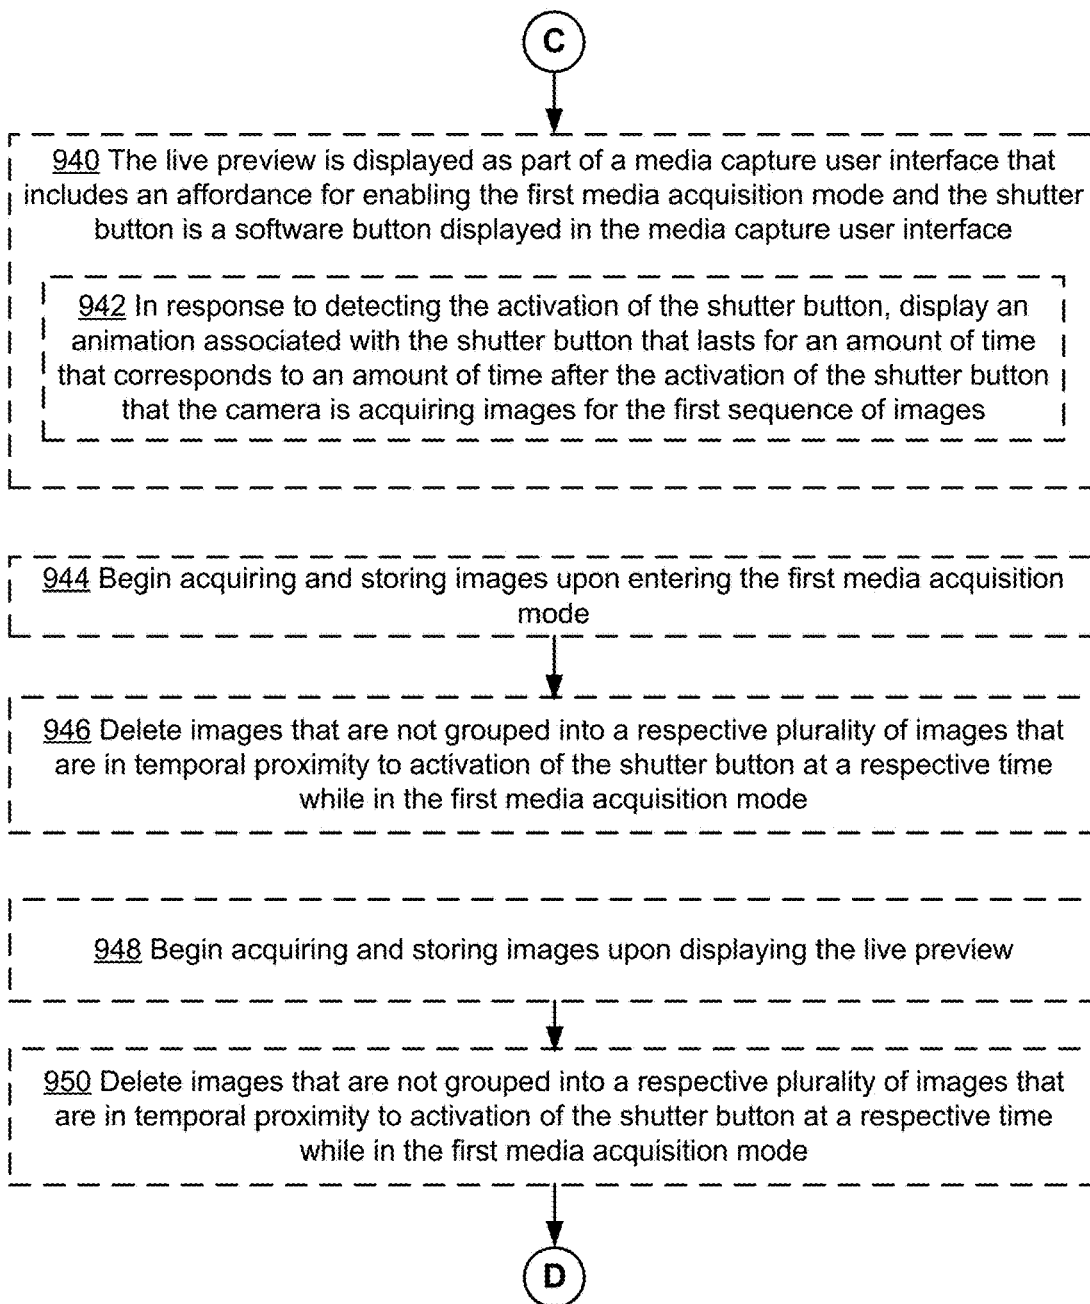 C
940 The live preview is displayed as part of a media capture user interface that
includes an affordance for enabling the first media acquisition mode and the shutter
button is a software button displayed in the media capture user interface
942 In response to detecting the activation of the shutter button, display an
animation associated with the shutter button that lasts for an amount of time
that corresponds to an amount of time after the activation of the shutter button
that the camera is acquiring images for the first sequence of images
944 Begin acquiring and storing images upon entering the first media acquisition
mode
946 Delete images that are not grouped into a respective plurality of images that
are in temporal proximity to activation of the shutter button at a respective time
while in the first media acquisition mode
948 Begin acquiring and storing images upon displaying the live preview
950 Delete images that are not grouped into a respective plurality of images that
are in temporal proximity to activation of the shutter button at a respective time
while in the first media acquisition mode
D